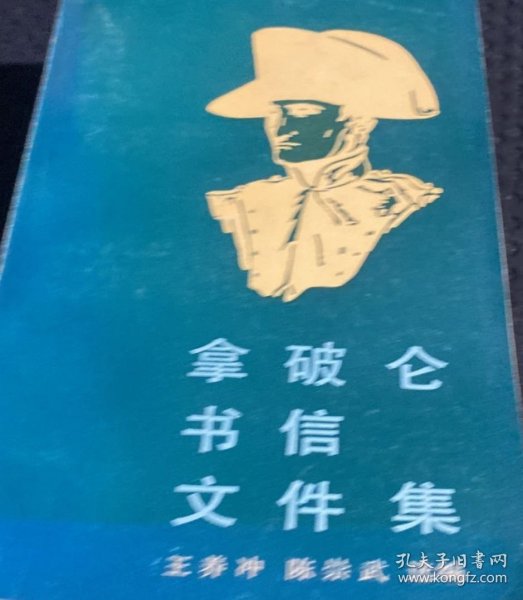 拿破仑
书信
文件集
王养冲 陈崇武
孔夫子旧书网
www.kongfz.com